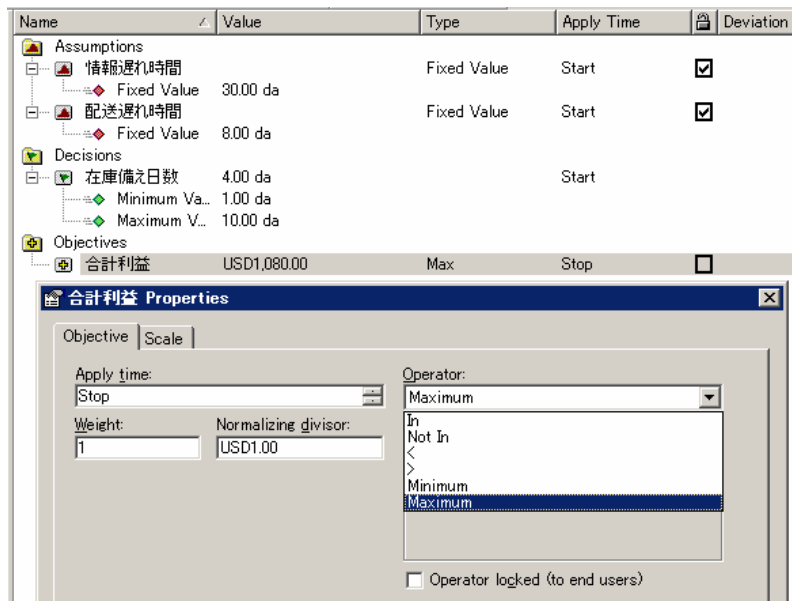 Name Value Type Apply Time Deviation
Assumptions
情報遅れ時間 Fixed Value Start
Fixed Value 30.00 da
配送遅れ時間 Fixed Value Start
Fixed Value 8.00 da
Decisions
在庫備え日数 4.00 da Start
Minimum Va... 1.00 da
Maximum V... 10.00 da
Objectives
合計利益 USD1,080.00 Max Stop
合計利益 Properties
Objective Scale
Apply time: Operator:
Stop Maximum
Weight: Normalizing divisor:
1 USD1.00
In
Not In
<
>
Minimum
Maximum
Operator locked (to end users)